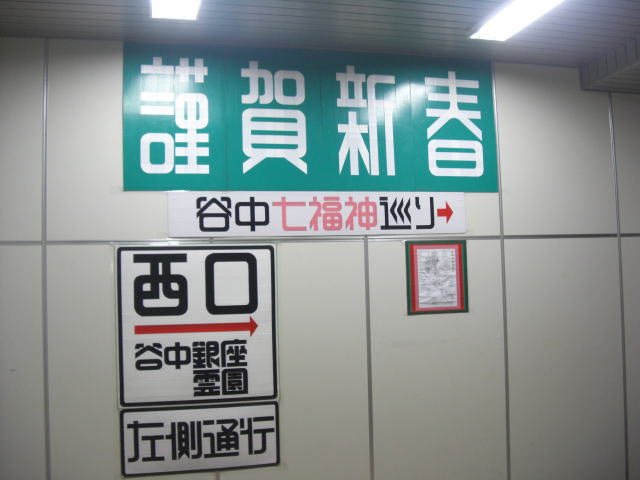 謹賀新春
谷中七福神巡り→
西口
→
谷中銀座
霊園
左側通行